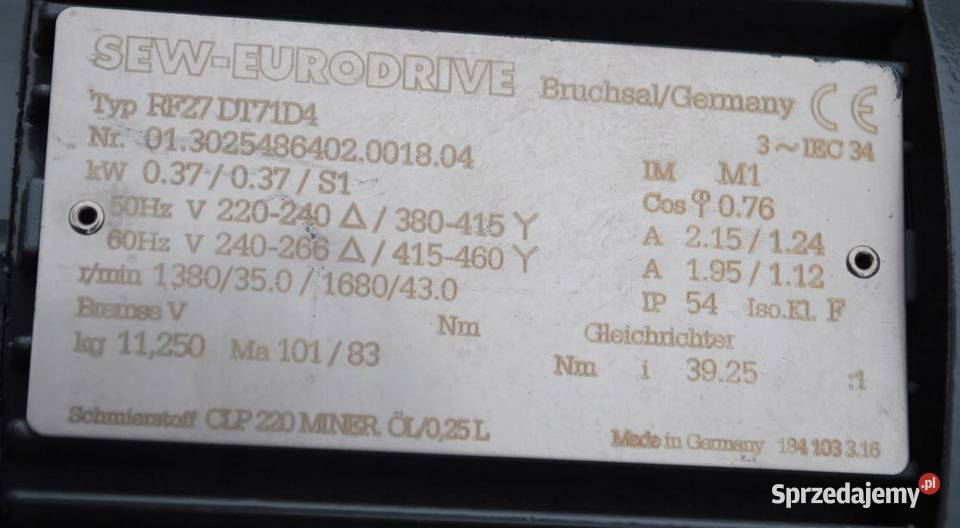 SEW-EURODRIVE Bruchsal/Germany CE
Typ RF27 DT71D4 3~IEC 34
Nr. 01.3025486402.0018.04
kW 0.37/0.37/S1 IM M1
Cos φ 0.76
50Hz V 220-240 Δ/380-415 Y A 2.15/1.24
60Hz V 240-266 Δ/415-460 Y A 1.95/1.12
r/min 1380/35.0/1680/43.0 IP 54 Iso.Kl. F
Bremse V Nm Gleichrichter
kg 11,250 Ma 101/83 Nm i 39.25 :1
Schmierstoff CLP 220 MINER. ÖL/0,25 L Made in Germany 184 103 3.16
Sprzedajemy.pl